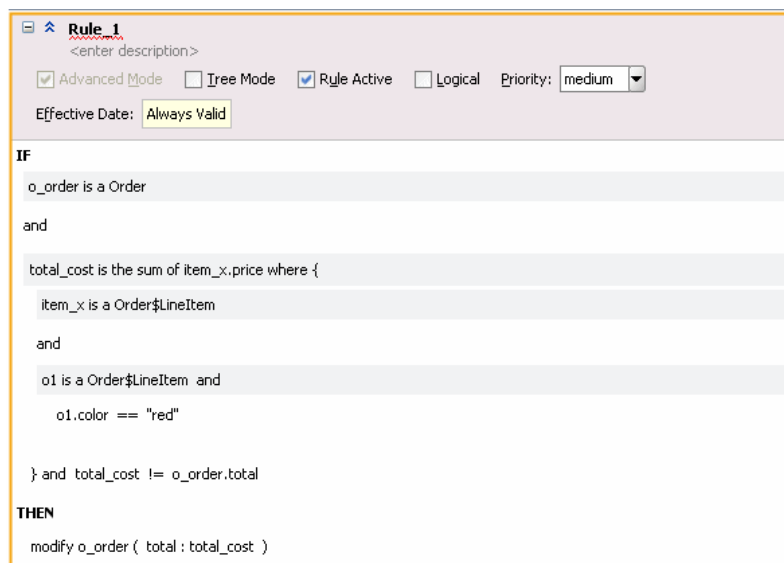 Rule_1
<enter description>
Advanced Mode Tree Mode Rule Active Logical Priority: medium
Effective Date: Always Valid
IF
o_order is a Order
and
total_cost is the sum of item_x.price where {
item_x is a Order$LineItem
and
o1 is a Order$LineItem and
o1.color == "red"
} and total_cost != o_order.total
THEN
modify o_order ( total : total_cost )